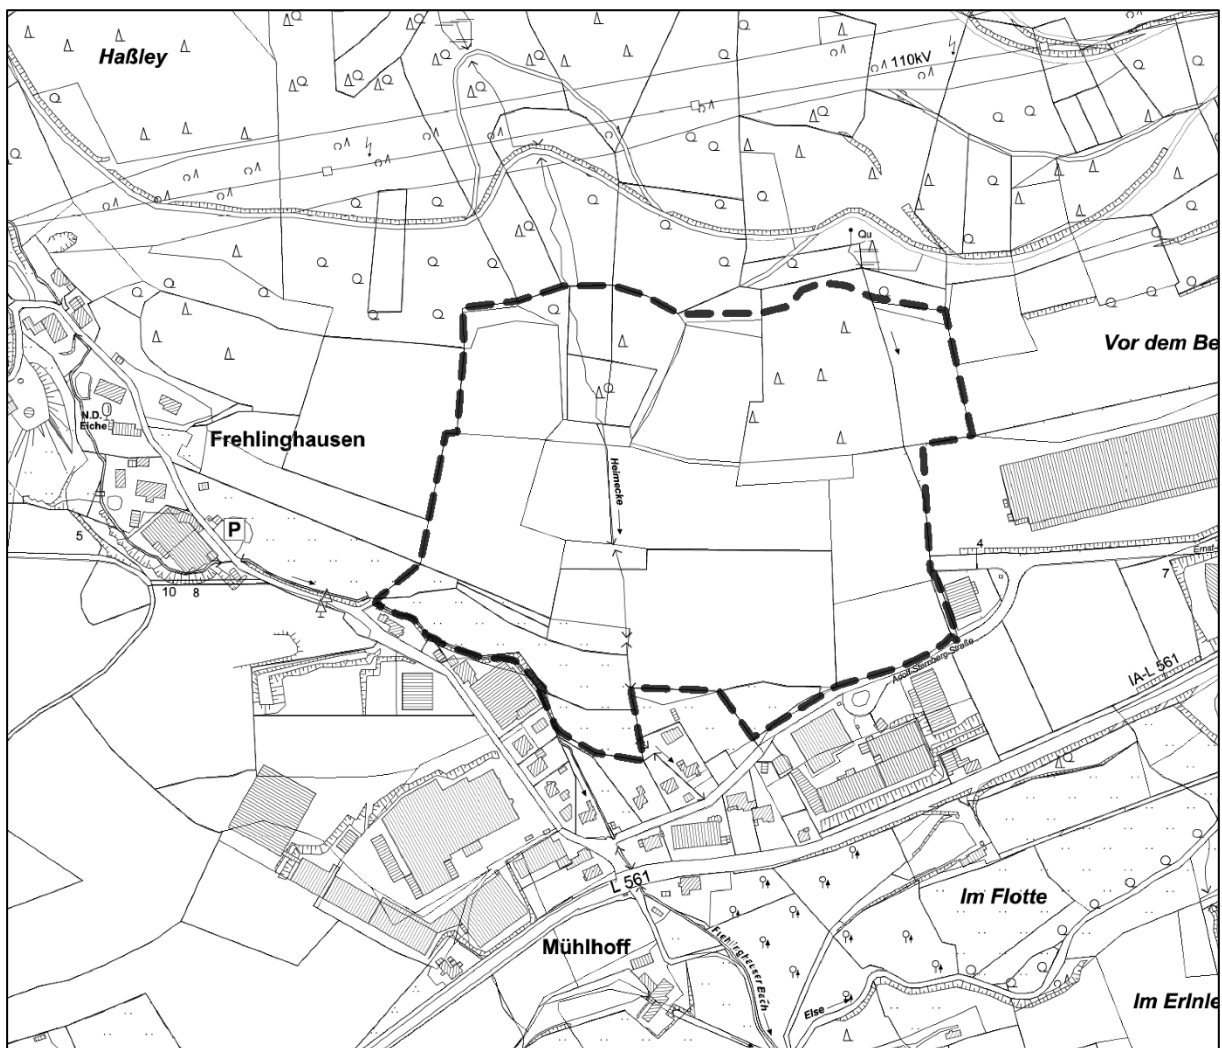 Haßley
110kV
Qu
Vor dem Be
N.D.
Eiche
Frehlinghausen
Heimecke
P
5
10
8
4
Ernst-
7
Adolf-Sternberg-Straße
IA-L 561
L 561
Im Flotte
Mühlhoff
Frehlinghauser Bach
Else
Im Erlnle